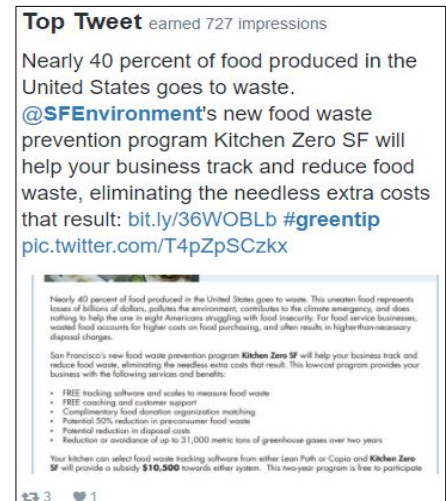 Top Tweet earned 727 impressions
Nearly 40 percent of food produced in the
United States goes to waste.
@SFEnvironment's new food waste
prevention program Kitchen Zero SF will
help your business track and reduce food
waste, eliminating the needless extra costs
that result: bit.ly/36WOBLb #greentip
pic.twitter.com/T4pZpSCzkx
Nearly 40 percent of food produced in the United States goes to waste. This uneaten food represents
losses of billions of dollars, pollutes the environment, contributes to the climate emergency, and does
nothing to help the one in eight Americans struggling with food insecurity. For food service businesses,
wasted food accounts for higher costs on food purchasing, and often results in higher-than-necessary
disposal charges.
San Francisco's new food waste prevention program Kitchen Zero SF will help your business track and
reduce food waste, eliminating the needless extra costs that result. This low-cost program provides your
business with the following services and benefits:
• FREE tracking software and scales to measure food waste
• FREE coaching and customer support
• Complimentary food donation organization matching
• Potential 50% reduction in pre-consumer food waste
• Potential reduction in disposal costs
• Reduction or avoidance of up to 31,000 metric tons of greenhouse gases over two years
Your kitchen can select food waste tracking software from either Lean Path or Copia and Kitchen Zero
SF will provide a subsidy $10,500 towards either system. This two-year program is free to participate
3 1